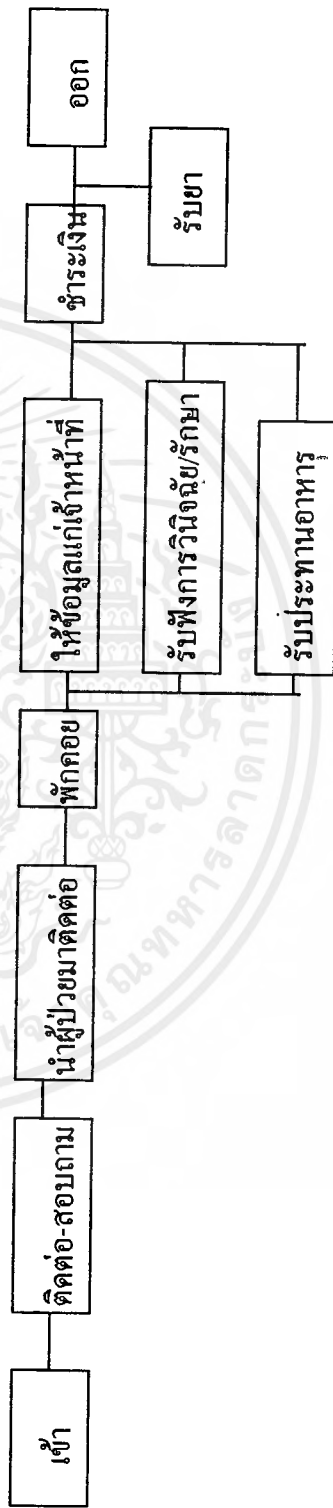 เข้า
ติดต่อ-สอบถาม
นำผู้ป่วยมาติดต่อ
พักคอย
ให้ข้อมูลแก่เจ้าหน้าที่
รับฟังการวินิจฉัย/รักษา
รับประทานอาหาร
ชำระเงิน
รับยา
ออก